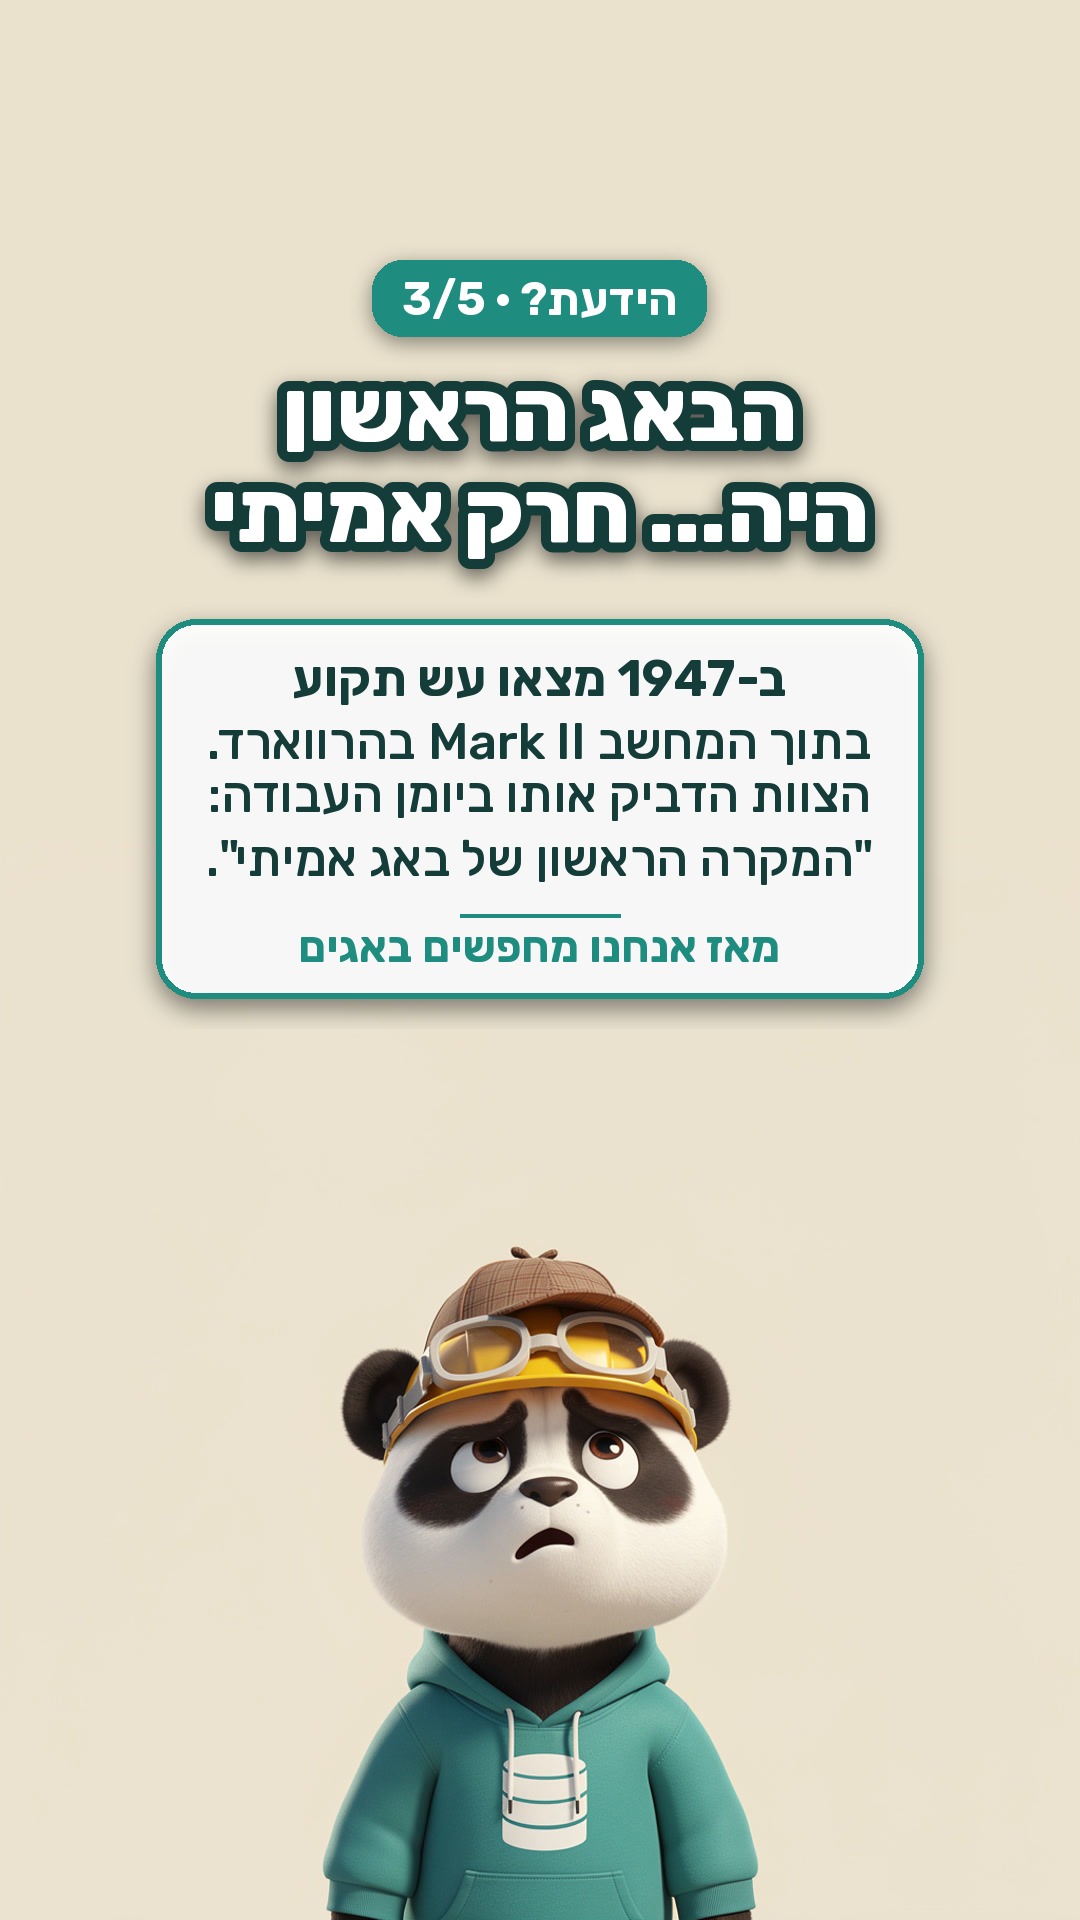 הידעת? • 3/5
הבאג הראשון
היה... חרק אמיתי
ב-1947 מצאו עש תקוע
בתוך המחשב Mark II בהרווארד.
הצוות הדביק אותו ביומן העבודה:
"המקרה הראשון של באג אמיתי".
מאז אנחנו מחפשים באגים